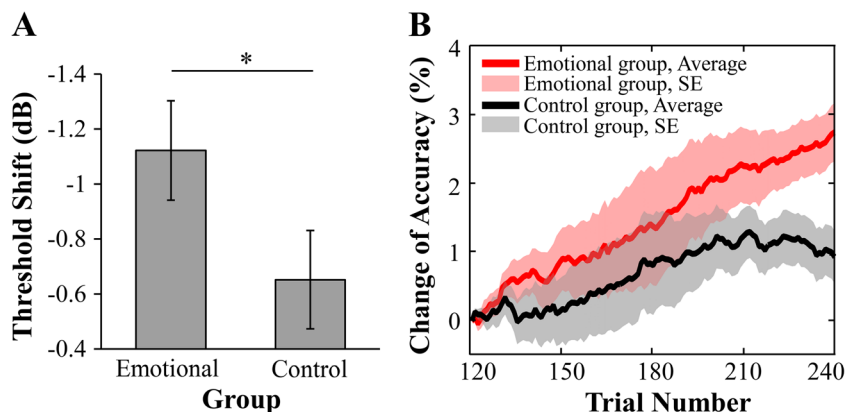 A
Threshold Shift (dB)
-1.4
-1.2
-1
-0.8
-0.6
-0.4
*
Emotional
Control
Group
B
Change of Accuracy (%)
4
3
2
1
0
Emotional group, Average
Emotional group, SE
Control group, Average
Control group, SE
120
150
180
210
240
Trial Number